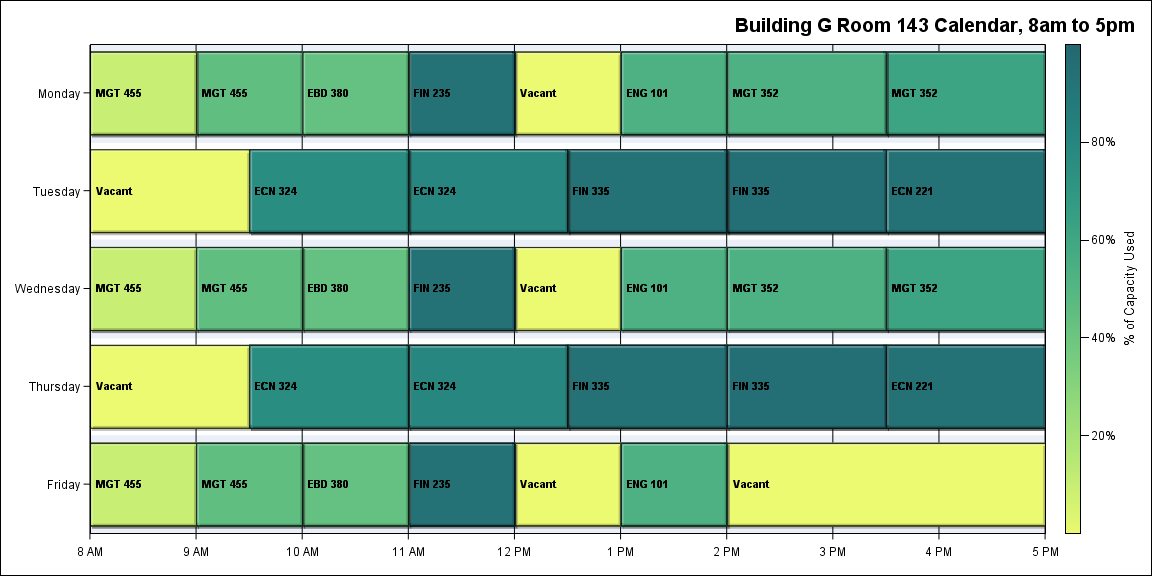 Building G Room 143 Calendar, 8am to 5pm
Monday
MGT 455
MGT 455
EBD 380
FIN 235
Vacant
ENG 101
MGT 352
MGT 352
Tuesday
Vacant
ECN 324
ECN 324
FIN 335
FIN 335
ECN 221
Wednesday
MGT 455
MGT 455
EBD 380
FIN 235
Vacant
ENG 101
MGT 352
MGT 352
Thursday
Vacant
ECN 324
ECN 324
FIN 335
FIN 335
ECN 221
Friday
MGT 455
MGT 455
EBD 380
FIN 235
Vacant
ENG 101
Vacant
8 AM
9 AM
10 AM
11 AM
12 PM
1 PM
2 PM
3 PM
4 PM
5 PM
80%
60%
40%
20%
% of Capacity Used